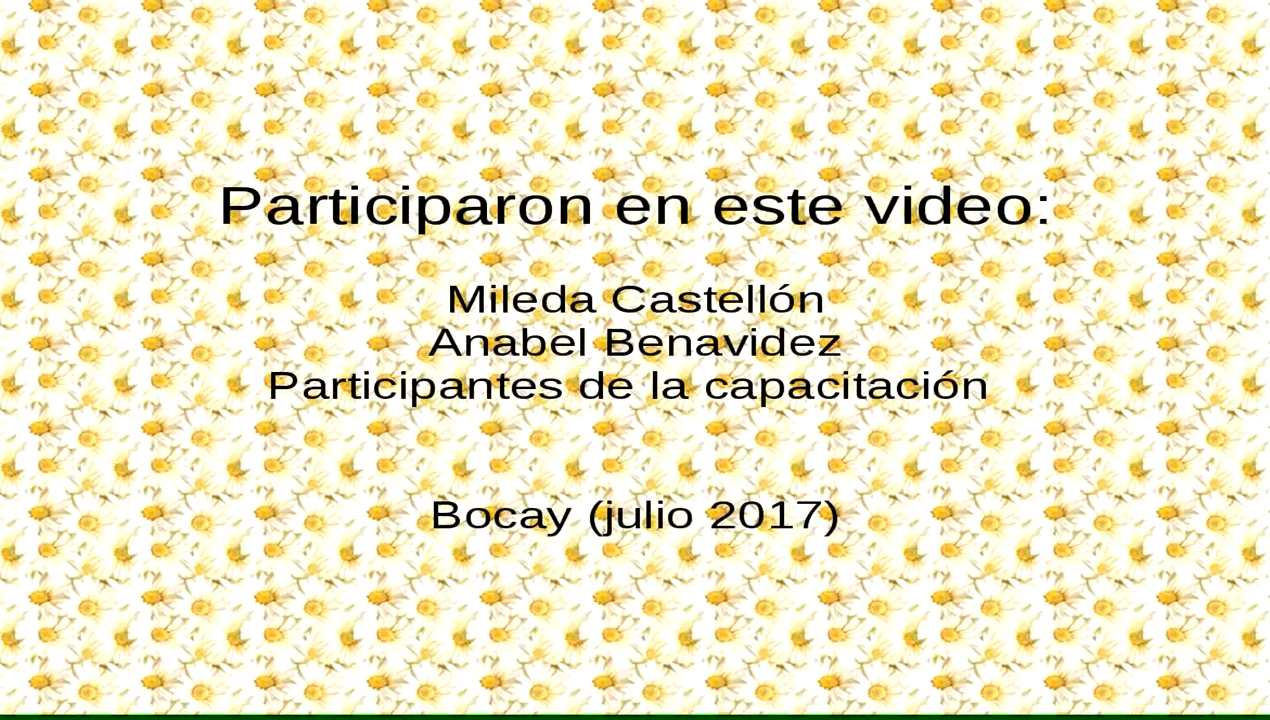 Participaron en este video:
Mileda Castellón
Anabel Benavidez
Participantes de la capacitación
Bocay (julio 2017)